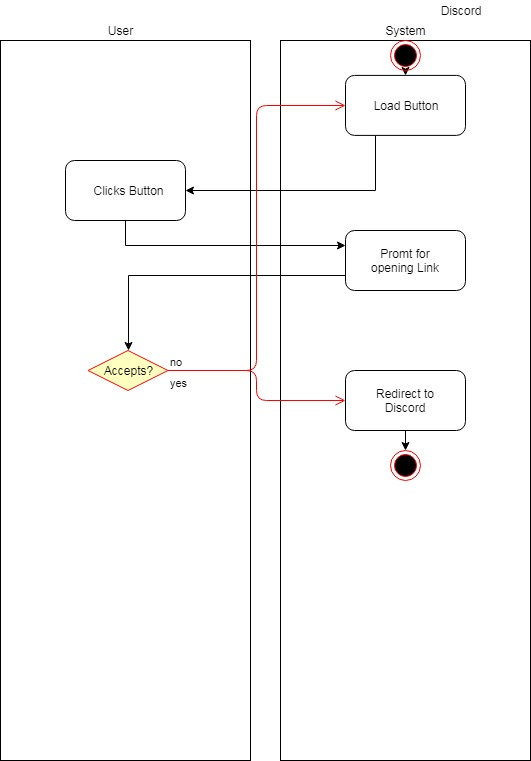 Discord
User
System
Load Button
Clicks Button
Promt for
opening Link
Accepts?
no
yes
Redirect to
Discord